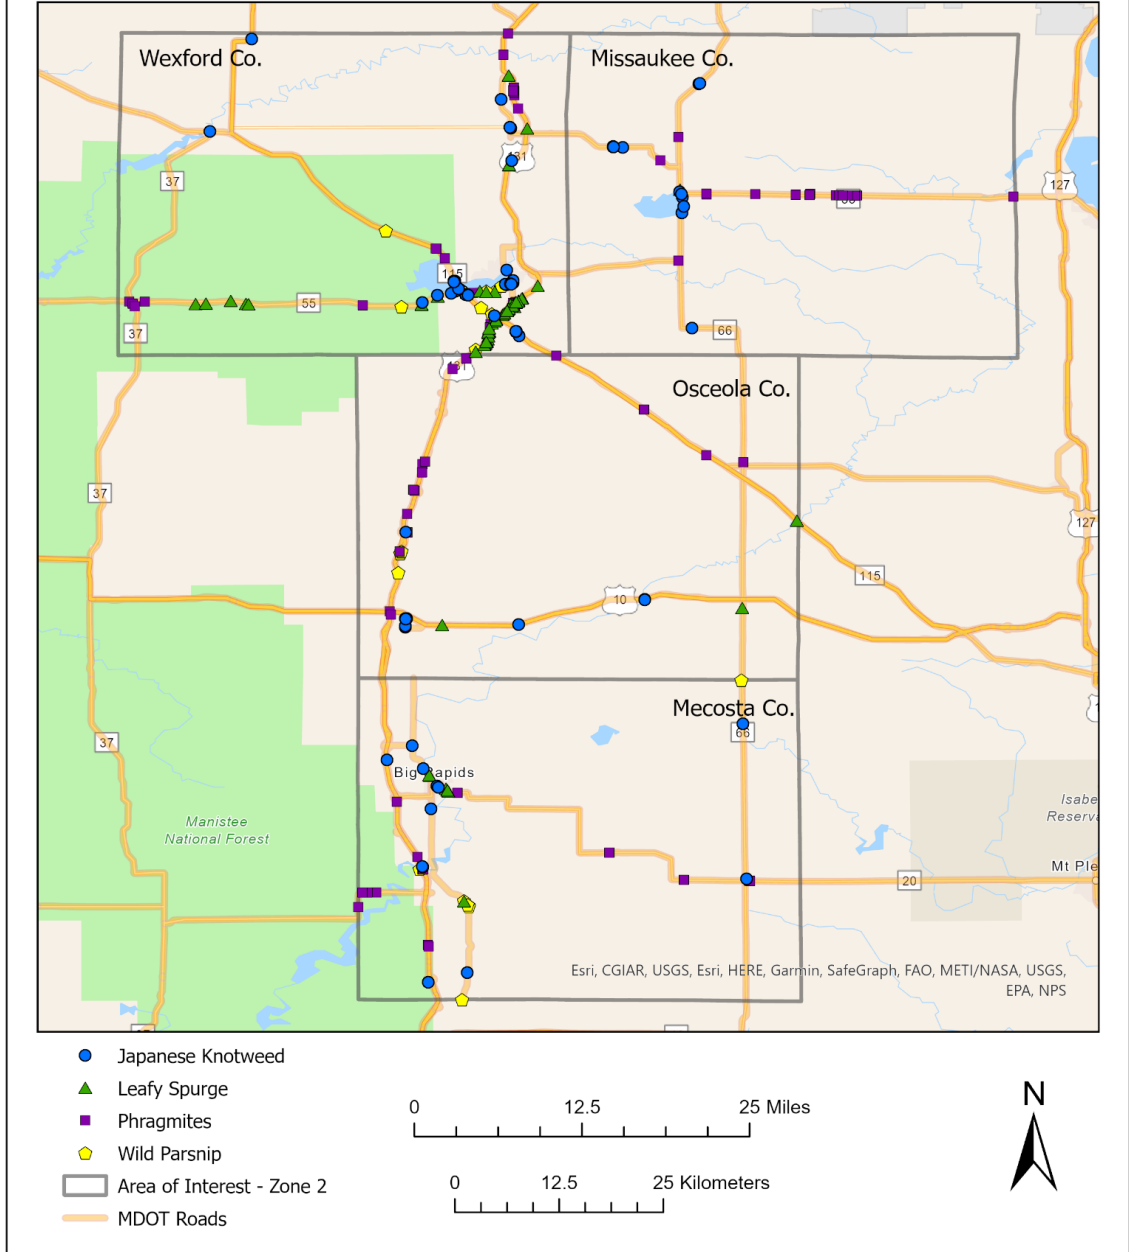 Wexford Co.
Missaukee Co.
131
37
127
115
55
37
66
Osceola Co.
37
127
115
10
Mecosta Co.
66
37
Big Rapids
Manistee
National Forest
Isabe
Reserva
Mt Ple
20
Esri, CGIAR, USGS, Esri, HERE, Garmin, SafeGraph, FAO, METI/NASA, USGS,
EPA, NPS
Japanese Knotweed
Leafy Spurge
Phragmites
Wild Parsnip
Area of Interest - Zone 2
MDOT Roads
0 12.5 25 Miles
0 12.5 25 Kilometers
N